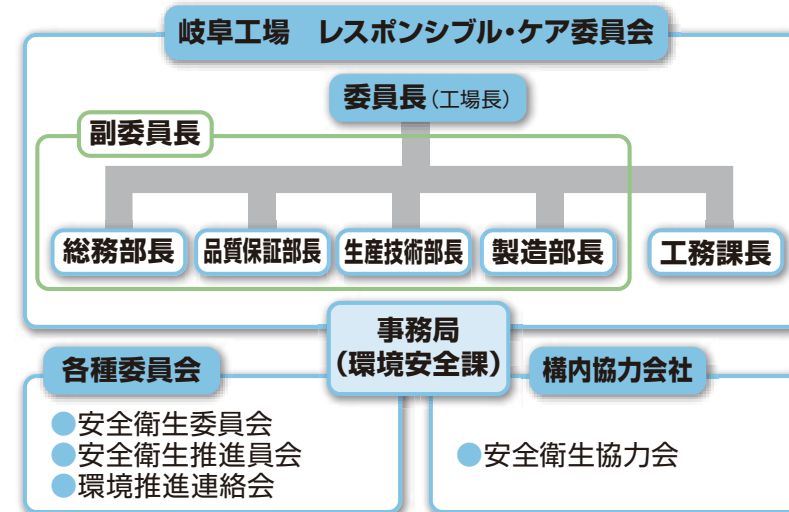 岐阜工場　レスポンシブル・ケア委員会
委員長（工場長）
副委員長
総務部長
品質保証部長
生産技術部長
製造部長
工務課長
事務局
（環境安全課）
各種委員会
●安全衛生委員会
●安全衛生推進員会
●環境推進連絡会
構内協力会社
●安全衛生協力会